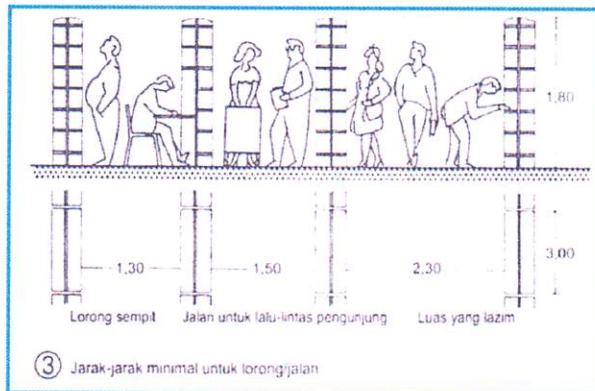 1,80
1,30
1,50
2,30
3,00
Lorong sempit Jalan untuk lalu-lintas pengunjung Luas yang lazim
3 Jarak-jarak minimal untuk lorong/jalan